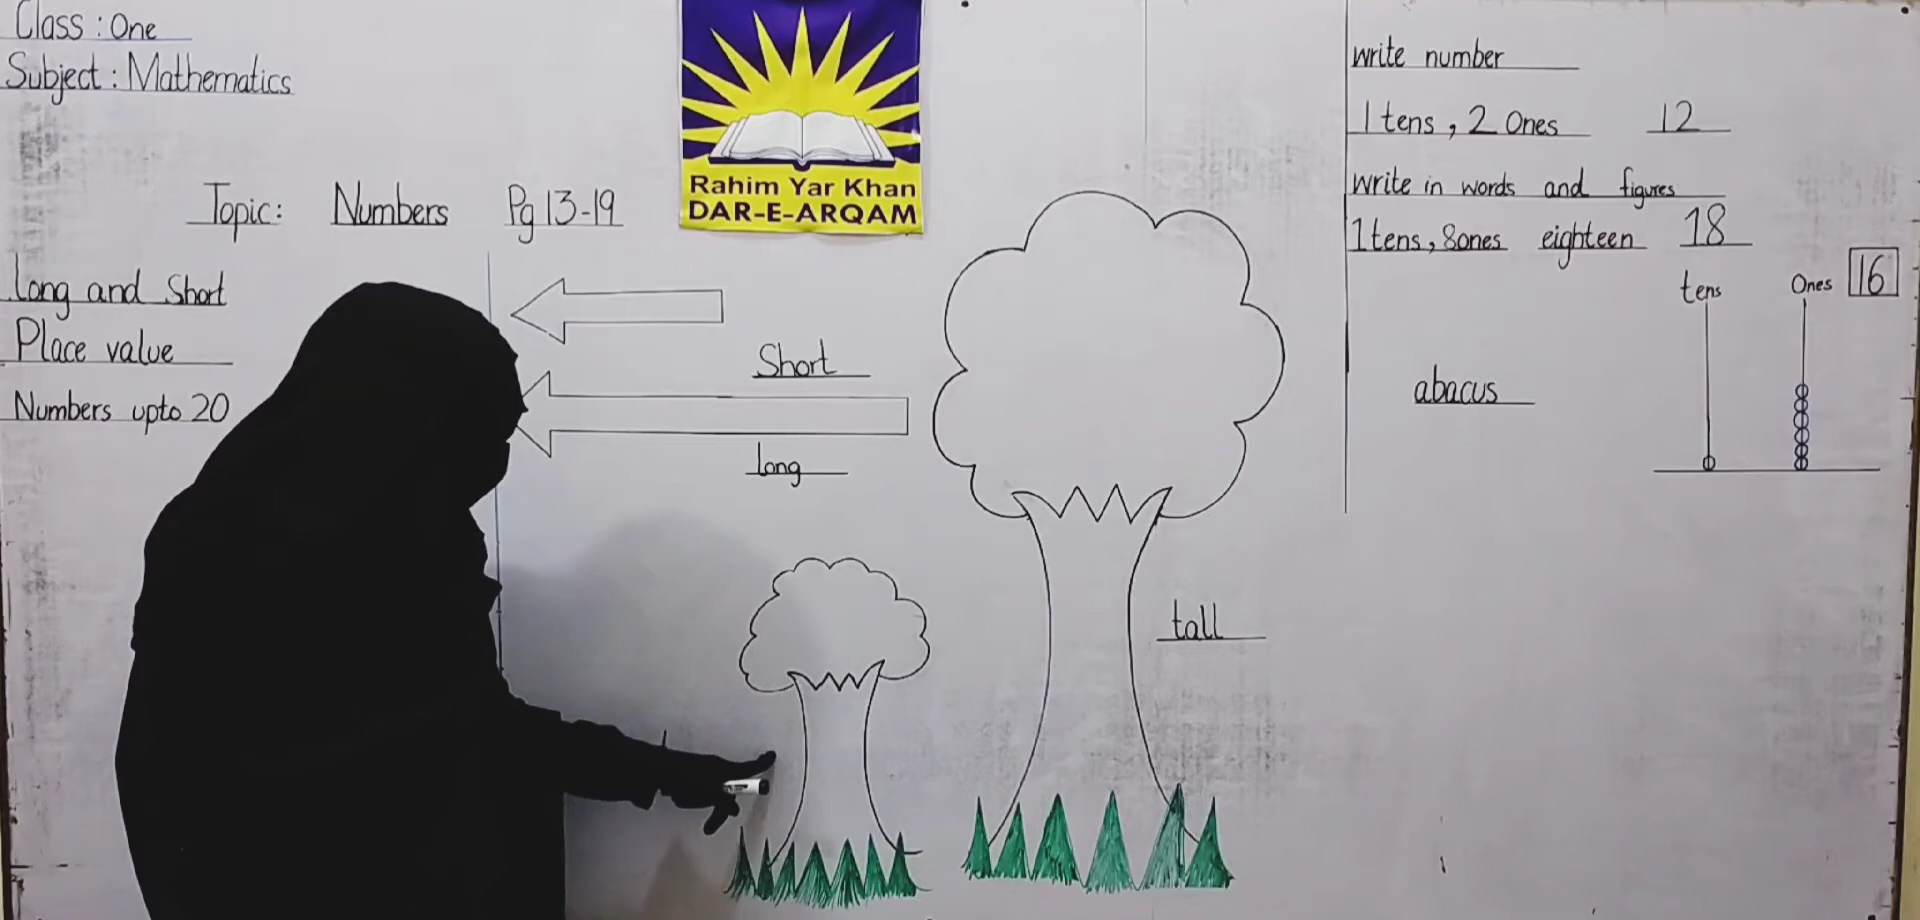 Class : One
Subject : Mathematics
Topic: Numbers Pg 13-19
long and Short
Place value
Numbers upto 20
Rahim Yar Khan
DAR-E-ARQAM
Short
long
tall
write number
1 tens , 2 Ones 12
write in words and figures
1 tens, 8 ones eighteen 18
tens Ones 16
abacus